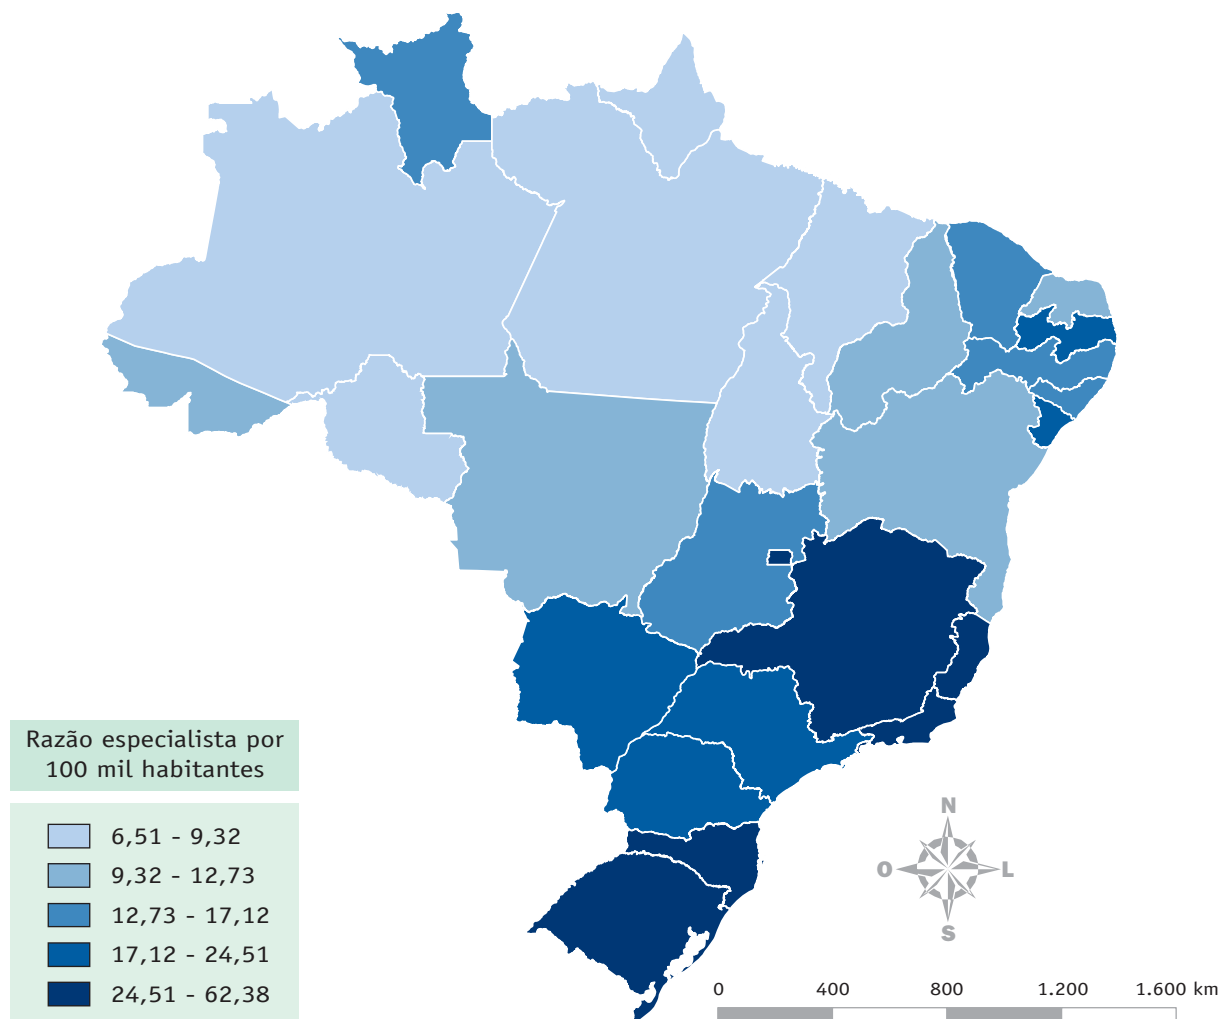 Razão especialista por
100 mil habitantes
6,51 - 9,32
9,32 - 12,73
12,73 - 17,12
17,12 - 24,51
24,51 - 62,38
N
O
L
S
0 400 800 1.200 1.600 km